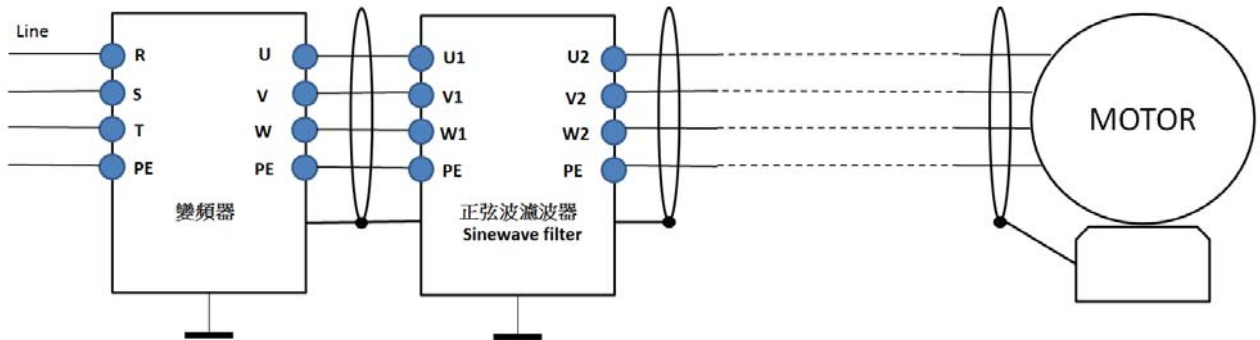 Line
R
S
T
PE
U
V
W
PE
變頻器
U1
V1
W1
PE
U2
V2
W2
PE
正弦波濾波器
Sinewave filter
MOTOR